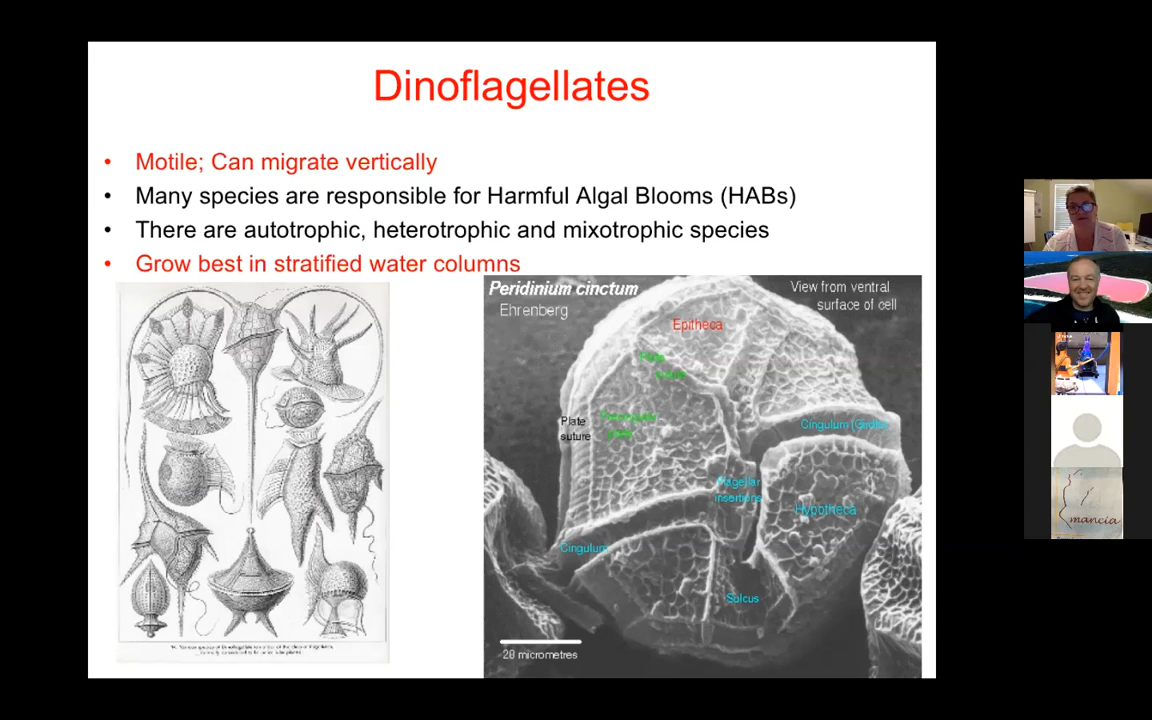 Dinoflagellates
• Motile; Can migrate vertically
• Many species are responsible for Harmful Algal Blooms (HABs)
• There are autotrophic, heterotrophic and mixotrophic species
• Grow best in stratified water columns
Peridinium cinctum
Ehrenberg
View from ventral
surface of cell
Epitheca
Plate
suture
Cingulum (Girdle)
Flagellar
insertions
Hypotheca
Cingulum
Sulcus
20 micrometres
mancia